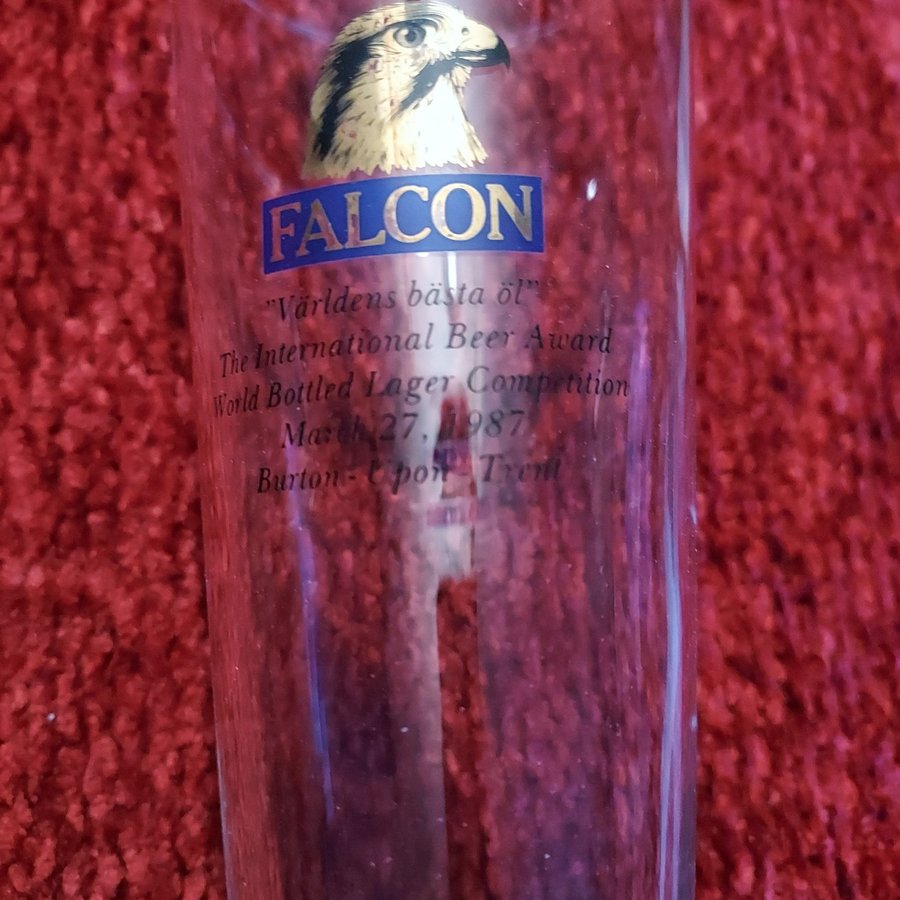 FALCON
"Världens bästa öl"
The International Beer Award
World Bottled Lager Competition
March 27, 1987
Burton - Upon - Trent